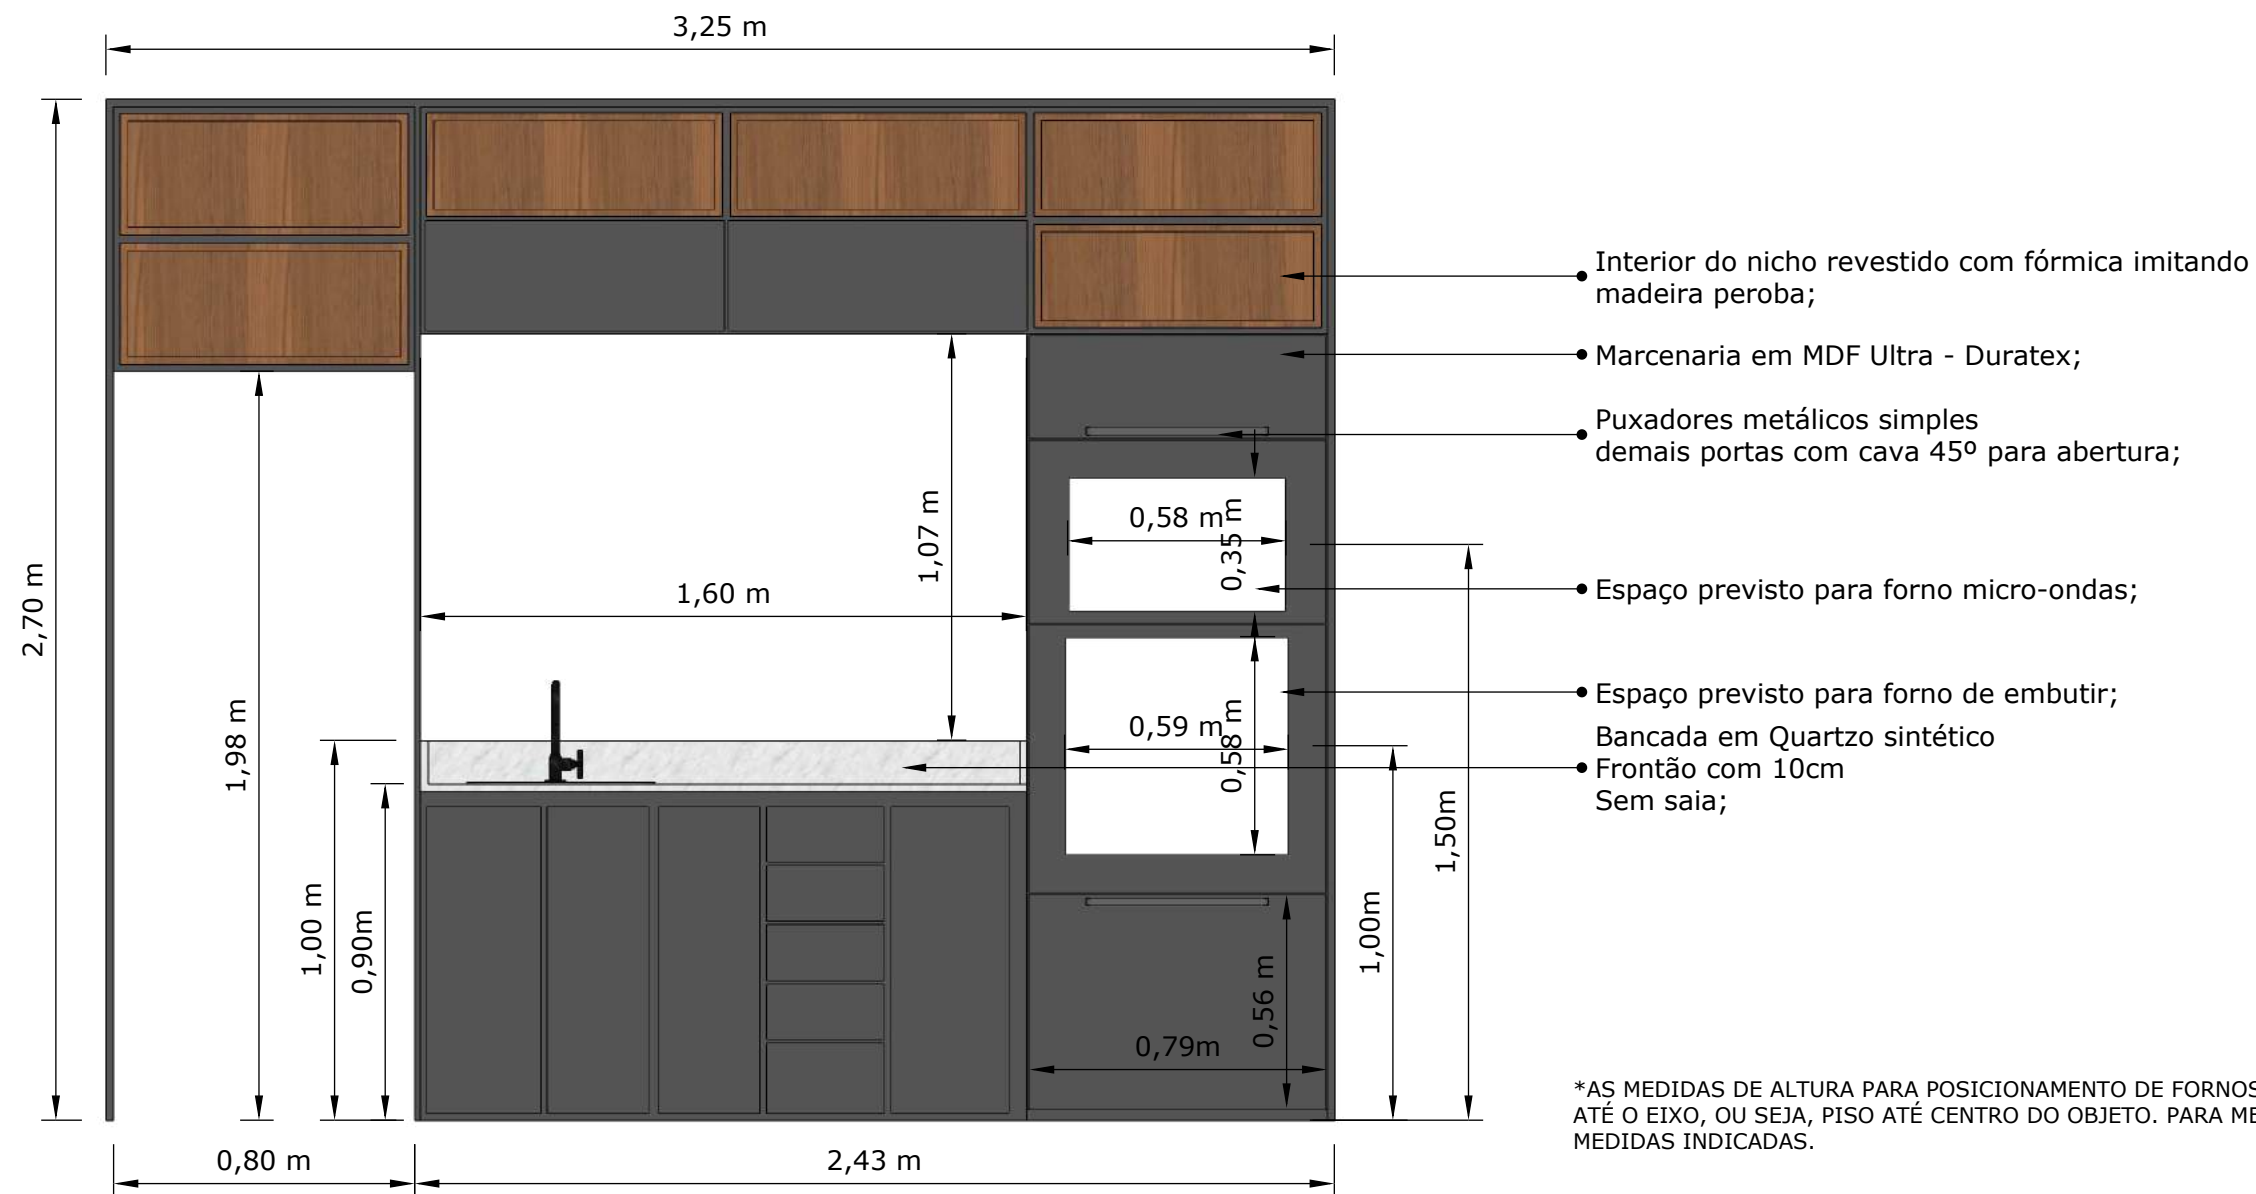 3,25 m
Interior do nicho revestido com fórmica imitando
madeira peroba;
Marcenaria em MDF Ultra - Duratex;
Puxadores metálicos simples
demais portas com cava 45º para abertura;
1,07 m
0,58 m
0,35 m
2,70 m
1,60 m
Espaço previsto para forno micro-ondas;
Espaço previsto para forno de embutir;
1,98 m
0,59 m
0,58 m
Bancada em Quartzo sintético
Frontão com 10cm
Sem saia;
1,50m
1,00 m
0,90m
1,00m
0,56 m
0,79m
*AS MEDIDAS DE ALTURA PARA POSICIONAMENTO DE FORNOS
ATÉ O EIXO, OU SEJA, PISO ATÉ CENTRO DO OBJETO. PARA ME
MEDIDAS INDICADAS.
0,80 m
2,43 m